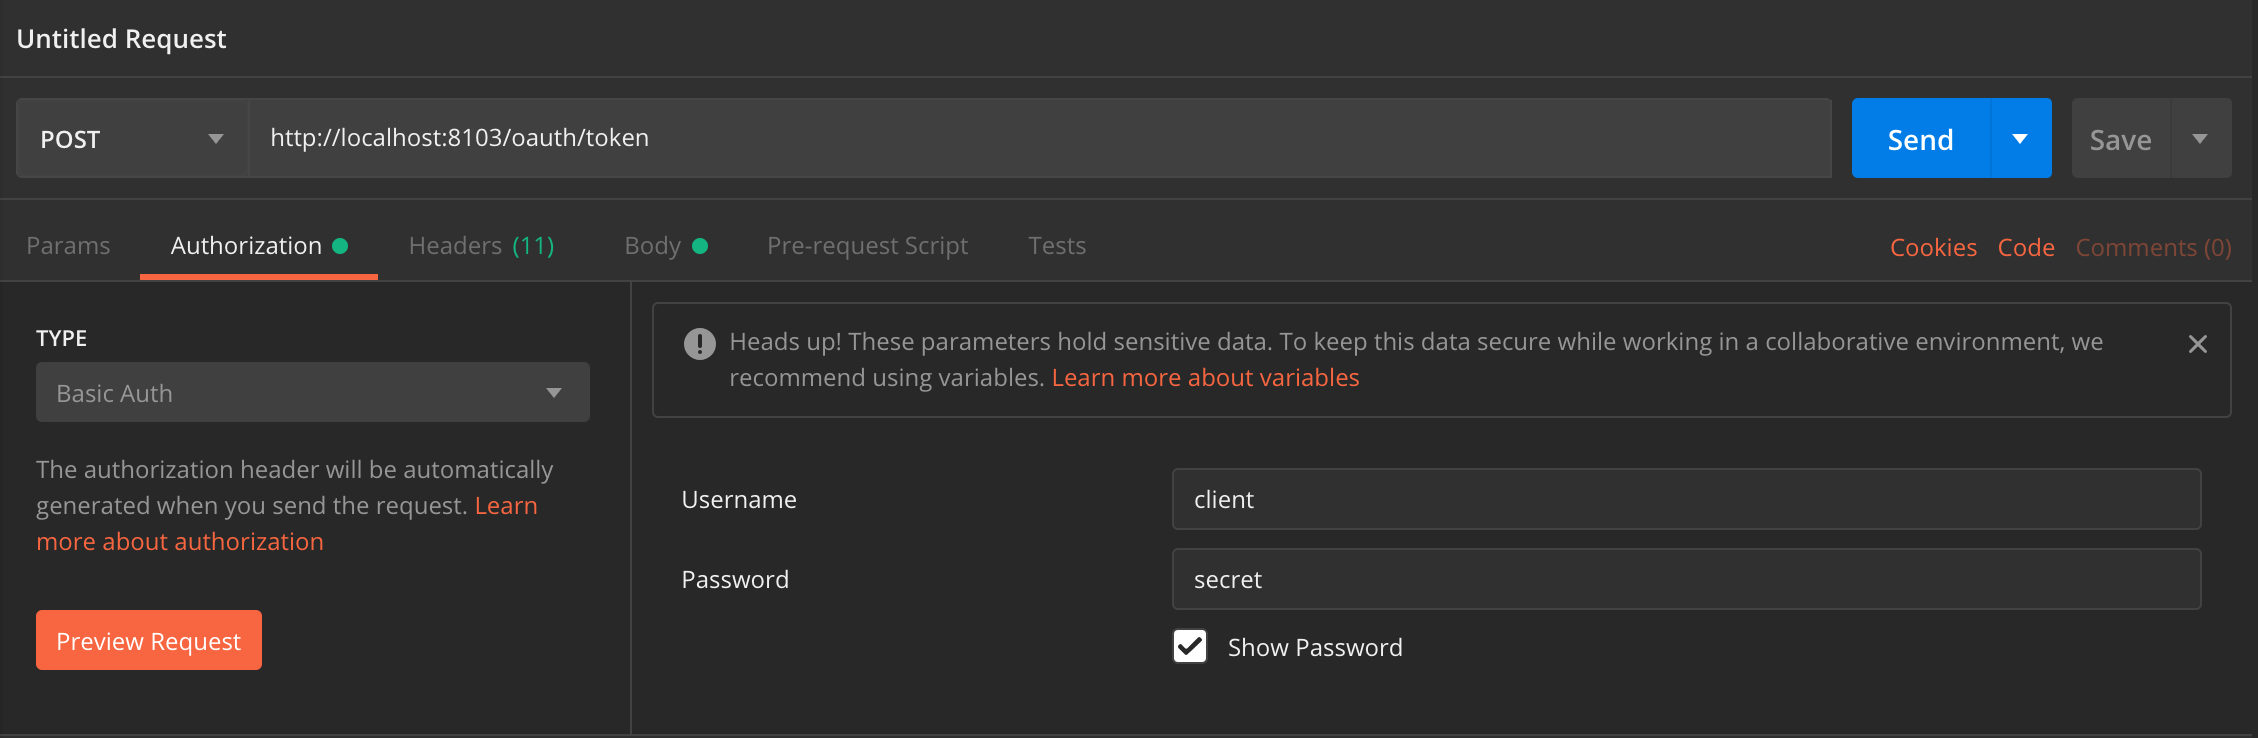 Untitled Request
POST http://localhost:8103/oauth/token Send Save
Params Authorization Headers (11) Body Pre-request Script Tests Cookies Code Comments (0)
TYPE
Basic Auth
The authorization header will be automatically
generated when you send the request. Learn
more about authorization
Preview Request
Heads up! These parameters hold sensitive data. To keep this data secure while working in a collaborative environment, we
recommend using variables. Learn more about variables
Username client
Password secret
Show Password